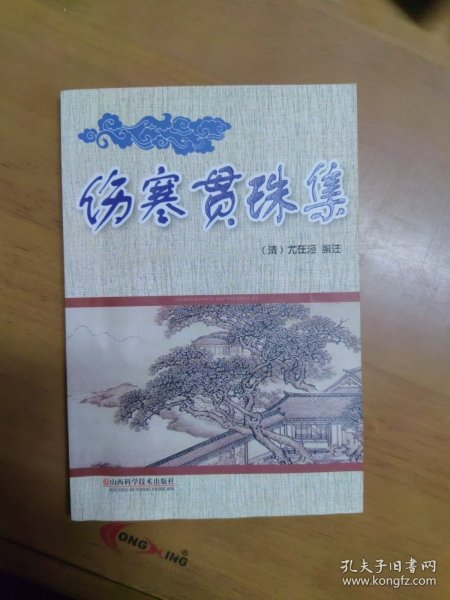 伤寒贯珠集
（清）尤在泾 编注
山西科学技术出版社
CONGXING
孔夫子旧书网
www.kongfz.com